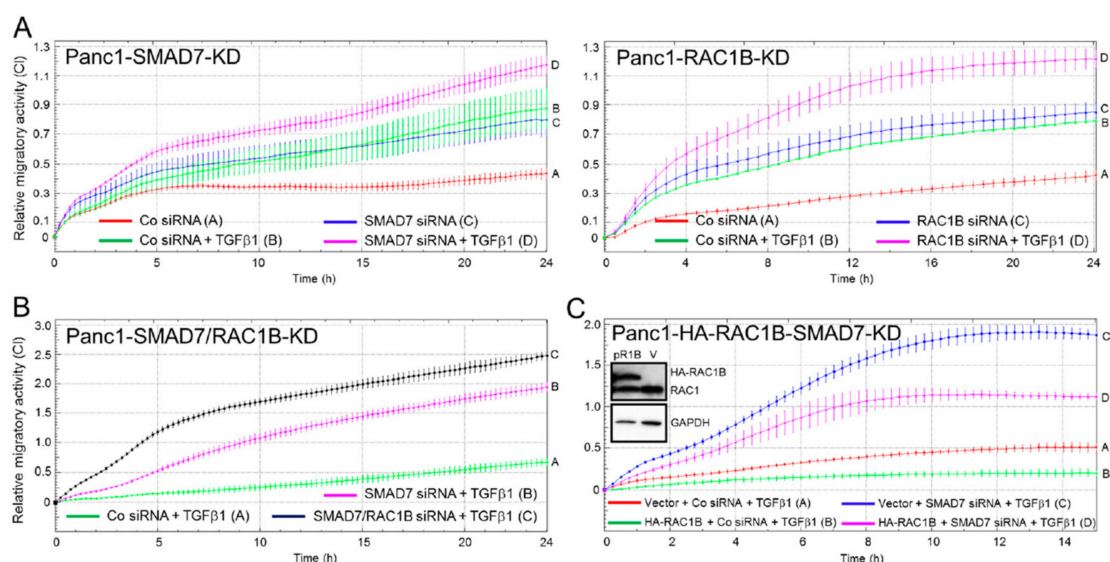 A
Panc1-SMAD7-KD
Relative migratory activity (CI)
1.3
1.1
0.9
0.7
0.5
0.3
0.1
0.0
D
B
C
A
Co siRNA (A)
SMAD7 siRNA (C)
Co siRNA + TGFβ1 (B)
SMAD7 siRNA + TGFβ1 (D)
0 5 10 15 20 24
Time (h)
Panc1-RAC1B-KD
1.3
1.1
0.9
0.7
0.5
0.3
0.1
0.0
D
C
B
A
Co siRNA (A)
RAC1B siRNA (C)
Co siRNA + TGFβ1 (B)
RAC1B siRNA + TGFβ1 (D)
0 4 8 12 16 20 24
Time (h)
B
Panc1-SMAD7/RAC1B-KD
Relative migratory activity (CI)
3.0
2.5
2.0
1.5
1.0
0.5
0.0
C
B
A
SMAD7 siRNA + TGFβ1 (B)
Co siRNA + TGFβ1 (A)
SMAD7/RAC1B siRNA + TGFβ1 (C)
0 5 10 15 20 24
Time (h)
C
Panc1-HA-RAC1B-SMAD7-KD
2.0
1.5
1.0
0.5
0.0
pR1B V
HA-RAC1B
RAC1
GAPDH
C
D
A
B
Vector + Co siRNA + TGFβ1 (A)
Vector + SMAD7 siRNA + TGFβ1 (C)
HA-RAC1B + Co siRNA + TGFβ1 (B)
HA-RAC1B + SMAD7 siRNA + TGFβ1 (D)
0 2 4 6 8 10 12 14
Time (h)